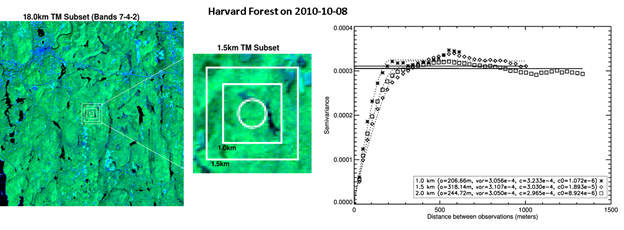 Harvard Forest on 2010-10-08
18.0km TM Subset (Bands 7-4-2)
1.5km TM Subset
1.0km
1.5km
0.0004
0.0003
0.0002
0.0001
0.0000
Semivariance
1.0 km (a=206.66m, var=3.056e-4, c=3.233e-4, c0=1.072e-6)
1.5 km (a=318.14m, var=3.107e-4, c=3.030e-4, c0=1.893e-5)
2.0 km (a=244.72m, var=3.050e-4, c=2.965e-4, c0=8.924e-6)
0
500
1000
1500
Distance between observations (meters)